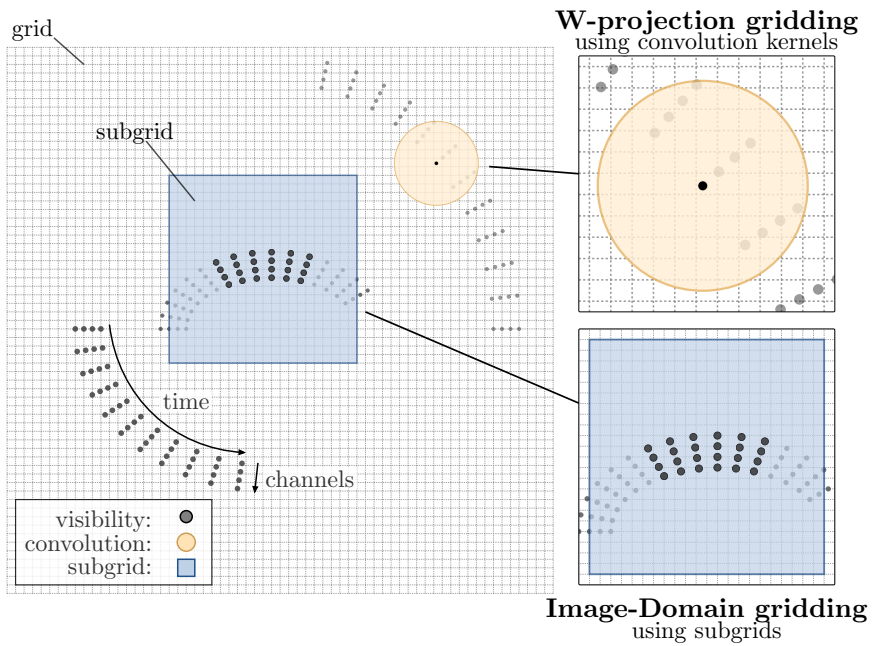 grid
subgrid
time
channels
visibility:
convolution:
subgrid:
W-projection gridding
using convolution kernels
Image-Domain gridding
using subgrids